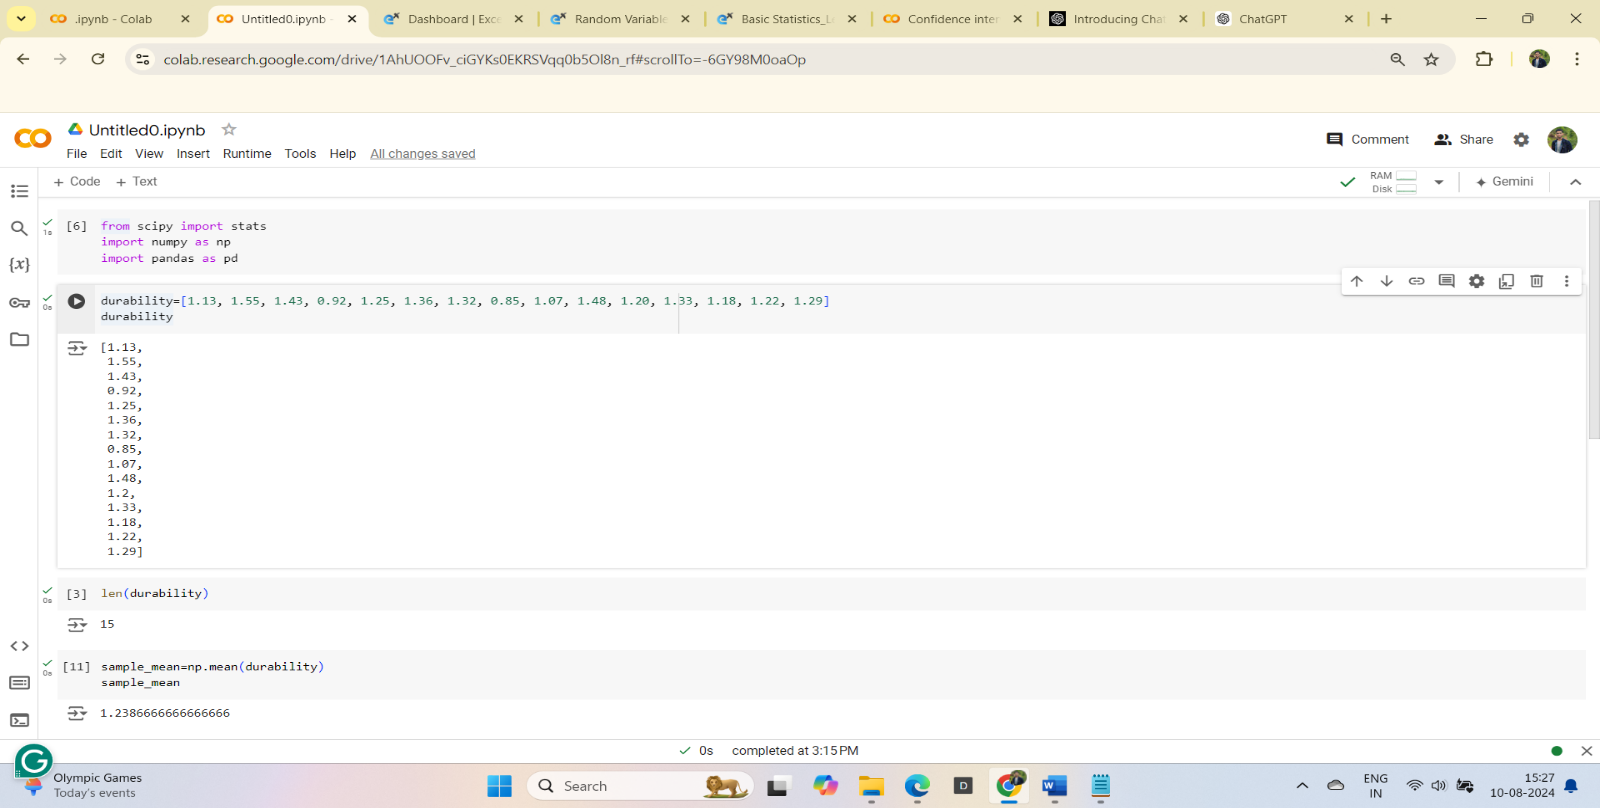 .ipynb - Colab
Untitled0.ipynb -
Dashboard | Exce
Random Variable
Basic Statistics_L
Confidence inter
Introducing Chat
ChatGPT
colab.research.google.com/drive/1AhUOOFv_ciGYKs0EKRSVqq0b5Ol8n_rf#scrollTo=-6GY98M0oaOp
Untitled0.ipynb
File Edit View Insert Runtime Tools Help All changes saved
Comment Share
+ Code + Text
RAM
Disk
Gemini
[6] from scipy import stats
1s
import numpy as np
import pandas as pd
durability=[1.13, 1.55, 1.43, 0.92, 1.25, 1.36, 1.32, 0.85, 1.07, 1.48, 1.20, 1.33, 1.18, 1.22, 1.29]
0s
durability
[1.13,
1.55,
1.43,
0.92,
1.25,
1.36,
1.32,
0.85,
1.07,
1.48,
1.2,
1.33,
1.18,
1.22,
1.29]
[3] len(durability)
0s
15
[11] sample_mean=np.mean(durability)
0s
sample_mean
1.2386666666666666
0s completed at 3:15 PM
Olympic Games
Today's events
Search
D
ENG
IN
15:27
10-08-2024